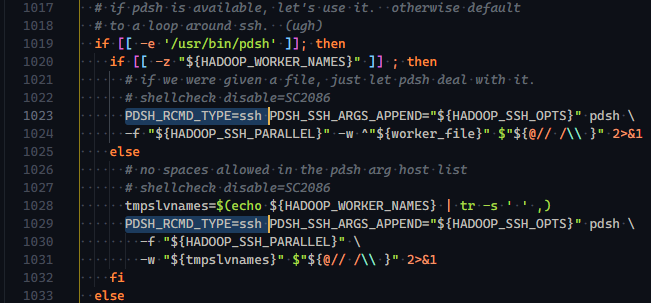 1017 # if pdsh is available, let's use it.  otherwise default
1018 # to a loop around ssh.  (ugh)
1019 if [[ -e '/usr/bin/pdsh' ]]; then
1020 if [[ -z "${HADOOP_WORKER_NAMES}" ]] ; then
1021 # if we were given a file, just let pdsh deal with it.
1022 # shellcheck disable=SC2086
1023 PDSH_RCMD_TYPE=ssh PDSH_SSH_ARGS_APPEND="${HADOOP_SSH_OPTS}" pdsh \
1024 -f "${HADOOP_SSH_PARALLEL}" -w ^"${worker_file}" $"${@// /\\ }" 2>&1
1025 else
1026 # no spaces allowed in the pdsh arg host list
1027 # shellcheck disable=SC2086
1028 tmpslvnames=$(echo ${HADOOP_WORKER_NAMES} | tr -s ' ' ,)
1029 PDSH_RCMD_TYPE=ssh PDSH_SSH_ARGS_APPEND="${HADOOP_SSH_OPTS}" pdsh \
1030 -f "${HADOOP_SSH_PARALLEL}" \
1031 -w "${tmpslvnames}" $"${@// /\\ }" 2>&1
1032 fi
1033 else